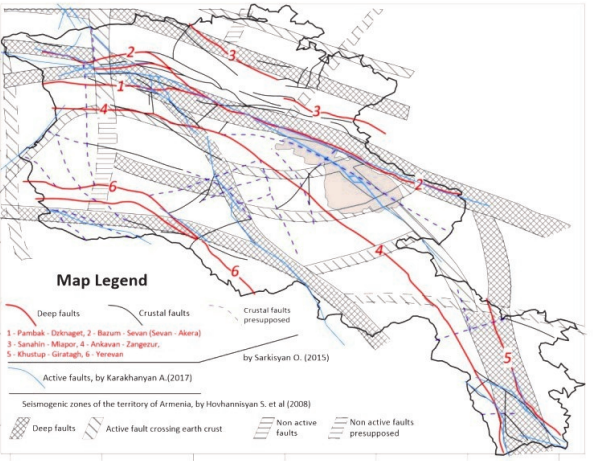 3
2
1
3
4
2
6
4
6
5
Map Legend
Deep faults
Crustal faults
Crustal faults
presupposed
1 - Pambak - Dzknaget, 2 - Bazum - Sevan (Sevan - Akera)
3 - Sanahin - Miapor, 4 - Ankavan - Zangezur,
5 - Khustup - Giratagh, 6 - Yerevan
by Sarkisyan O. (2015)
Active faults, by Karakhanyan A.(2017)
Seismogenic zones of the territory of Armenia, by Hovhannisyan S. et al (2008)
Deep faults
Active fault crossing earth crust
Non active
faults
Non active faults
presupposed